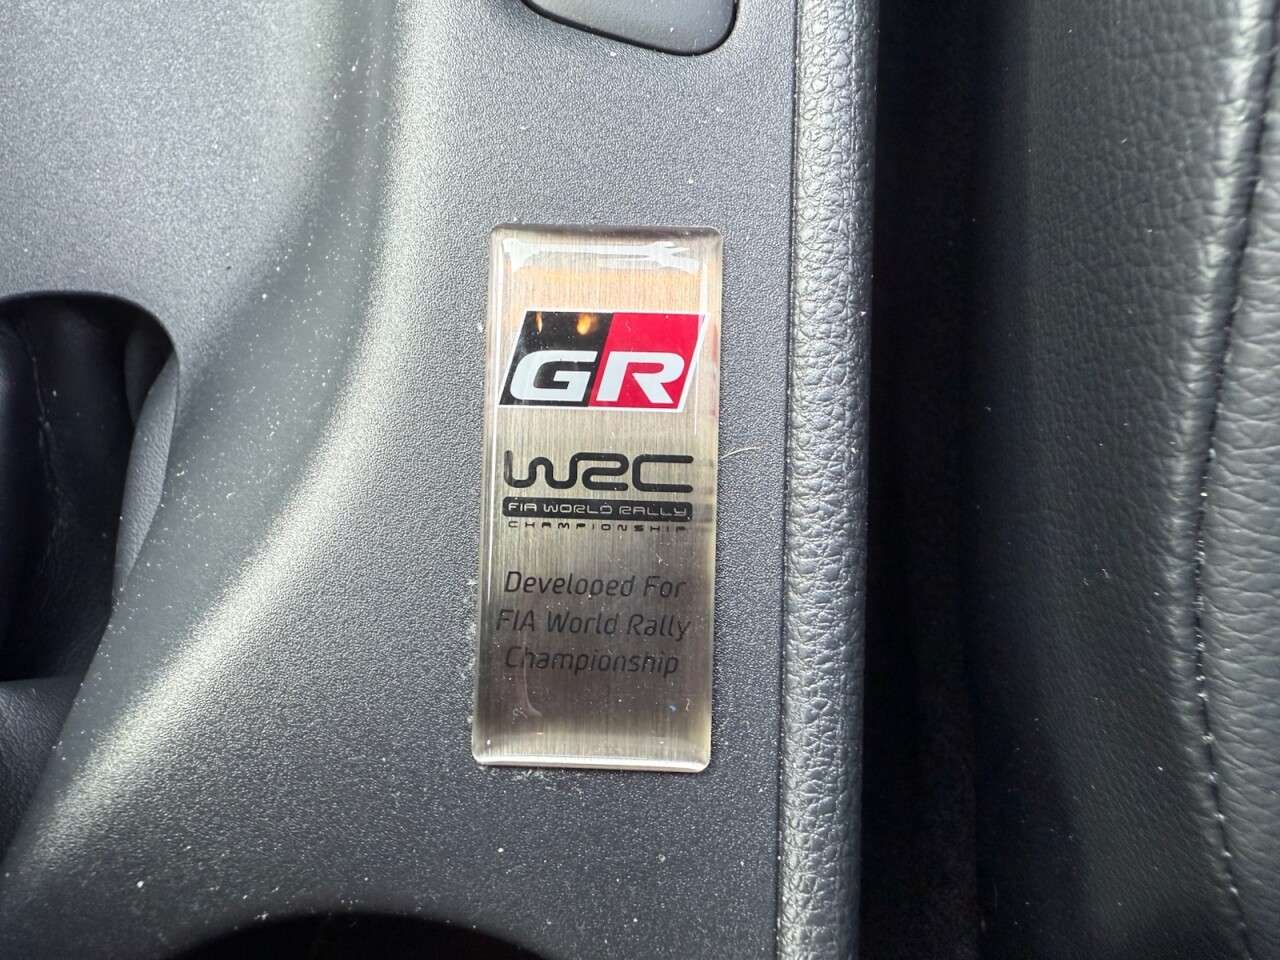 GR
WRC
FIA WORLD RALLY
CHAMPIONSHIP
Developed For
FIA World Rally
Championship